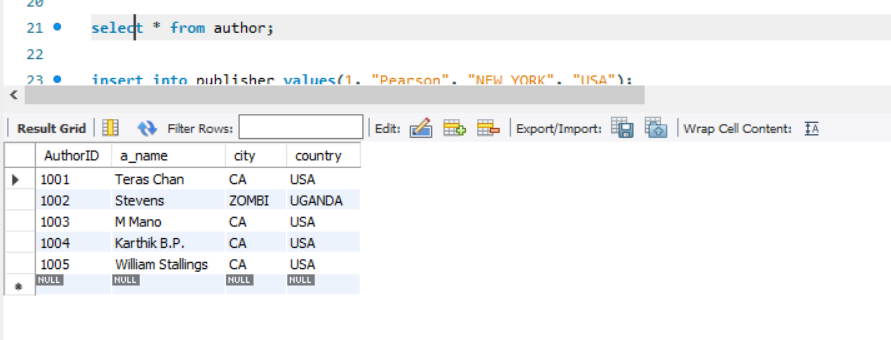 20
21 select * from author;
22
23 insert into publisher values(1, "Pearson", "NEW YORK", "USA");
Result Grid Filter Rows: Edit: Export/Import: Wrap Cell Content: IA
AuthorID a_name city country
1001 Teras Chan CA USA
1002 Stevens ZOMBI UGANDA
1003 M Mano CA USA
1004 Karthik B.P. CA USA
1005 William Stallings CA USA
NULL NULL NULL NULL